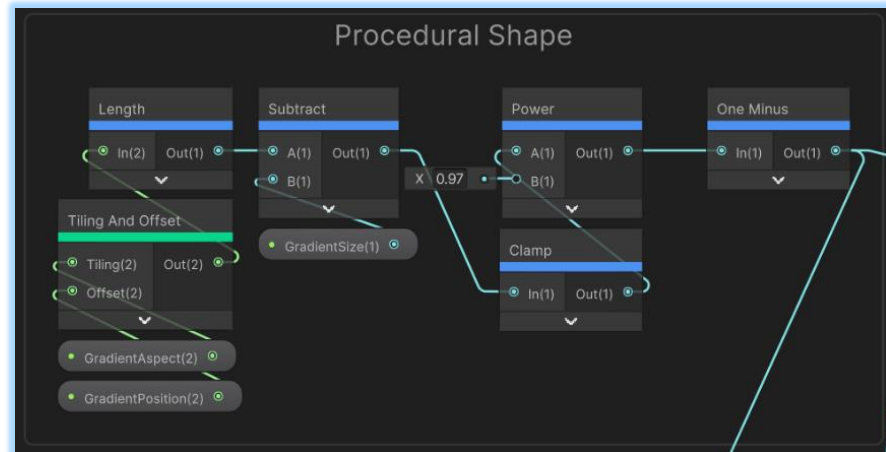 Procedural Shape
Length
In(2) Out(1)
Subtract
A(1) Out(1)
B(1)
X 0.97
Power
A(1) Out(1)
B(1)
One Minus
In(1) Out(1)
Tiling And Offset
Tiling(2) Out(2)
Offset(2)
GradientSize(1)
Clamp
In(1) Out(1)
GradientAspect(2)
GradientPosition(2)